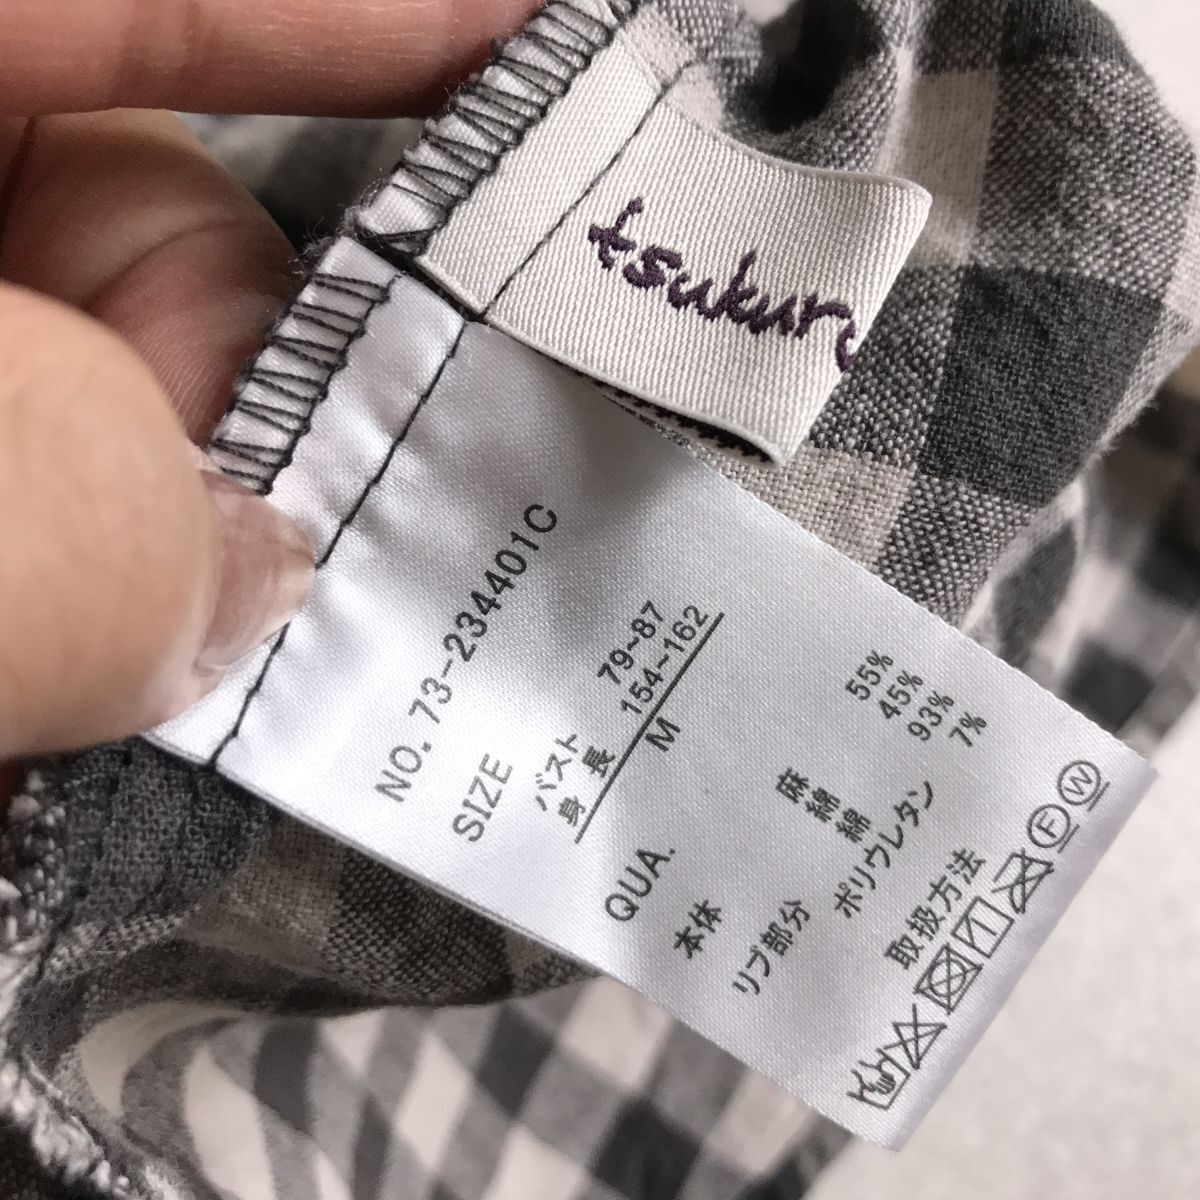 tsukuru
NO. 73-234401C
SIZE
バスト 79~87
身 長 154~162
M
QUA.
本体 麻 55%
綿 45%
リブ部分 綿 93%
ポリウレタン 7%
取扱方法
F W